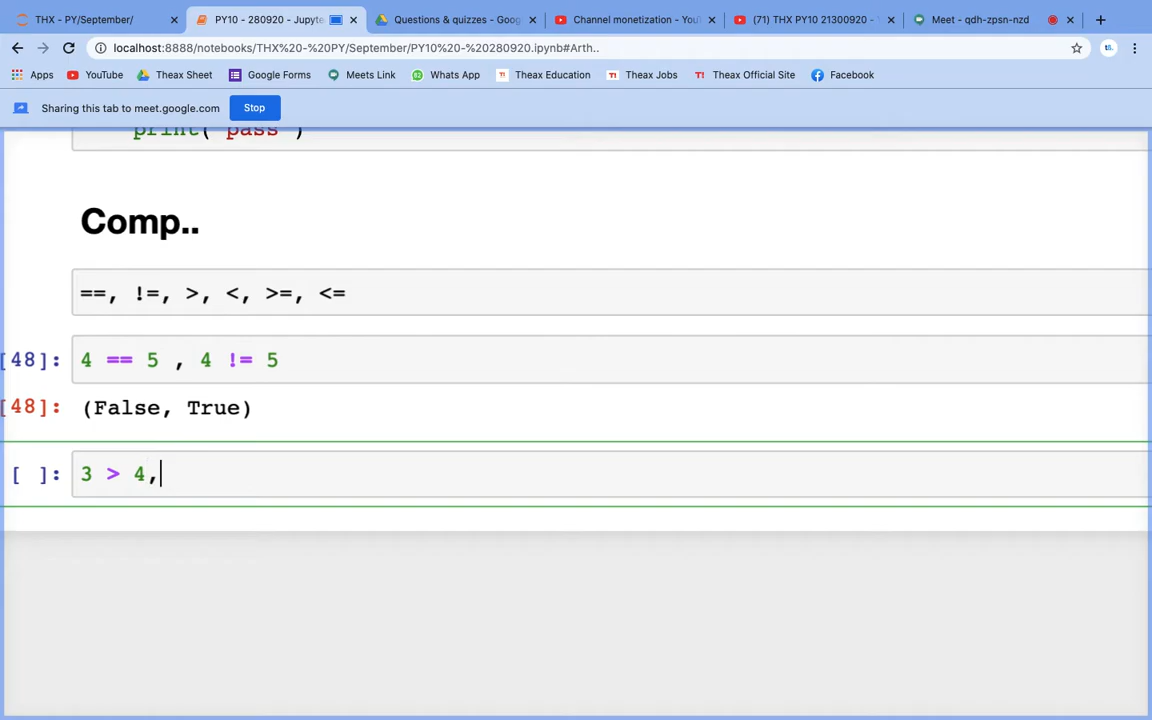 THX - PY/September/
PY10 - 280920 - Jupyte
Questions & quizzes - Goog
Channel monetization - You
(71) THX PY10 21300920 -
Meet - qdh-zpsn-nzd
localhost:8888/notebooks/THX%20-%20PY/September/PY10%20-%20280920.ipynb#Arth..
Apps YouTube Theax Sheet Google Forms Meets Link Whats App Theax Education Theax Jobs Theax Official Site Facebook
Sharing this tab to meet.google.com Stop
print( pass )
Comp..
==, !=, >, <, >=, <=
[48]: 4 == 5 , 4 != 5
[48]: (False, True)
[ ]: 3 > 4,